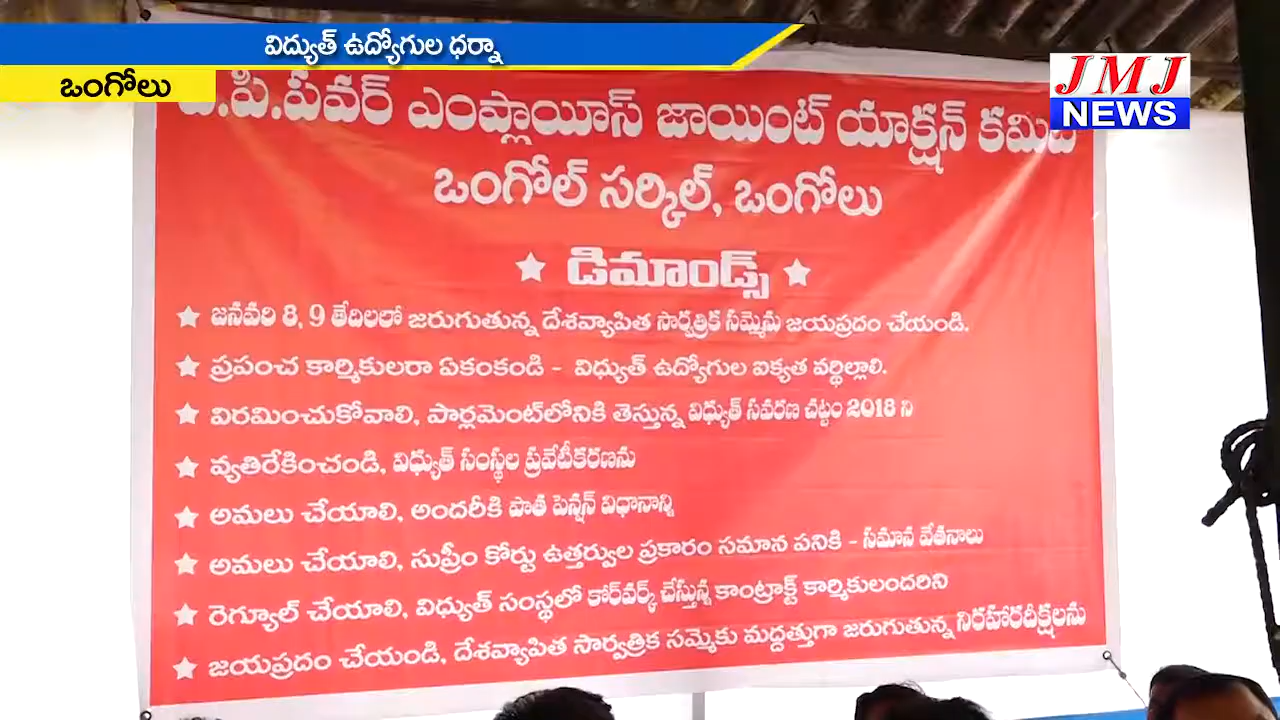 విద్యుత్ ఉద్యోగుల ధర్నా
ఒంగోలు
JMJ
NEWS
పి.పవర్ ఎంప్లాయీస్ జాయింట్ యాక్షన్ కమిటీ
ఒంగోల్ సర్కిల్, ఒంగోలు
★ డిమాండ్స్ ★
★ జనవరి 8, 9 తేదిలలో జరుగుతున్న దేశవ్యాపిత సార్వత్రిక సమ్మెను జయప్రదం చేయండి.
★ ప్రపంచ కార్మికులరా ఏకంకండి - విధ్యుత్ ఉద్యోగుల ఐక్యత వర్థిల్లాలి.
★ విరమించుకోవాలి, పార్లమెంట్‌లోనికి తెస్తున్న విధ్యుత్ సవరణ చట్టం 2018 ని
★ వ్యతిరేకించండి, విధ్యుత్ సంస్థల ప్రవేటీకరణను
★ అమలు చేయాలి, అందరికీ పాత పెన్షన్ విధానాన్ని
★ అమలు చేయాలి, సుప్రీం కోర్టు ఉత్తర్వుల ప్రకారం సమాన పనికి - సమాన వేతనాలు
★ రెగ్యూల్ చేయాలి, విధ్యుత్ సంస్థలో కోర్‌వర్క్ చేస్తున్న కాంట్రాక్ట్ కార్మికులందరిని
★ జయప్రదం చేయండి, దేశవ్యాపిత సార్వత్రిక సమ్మెకు మద్దత్తుగా జరుగుతున్న నిరహారదీక్షలను